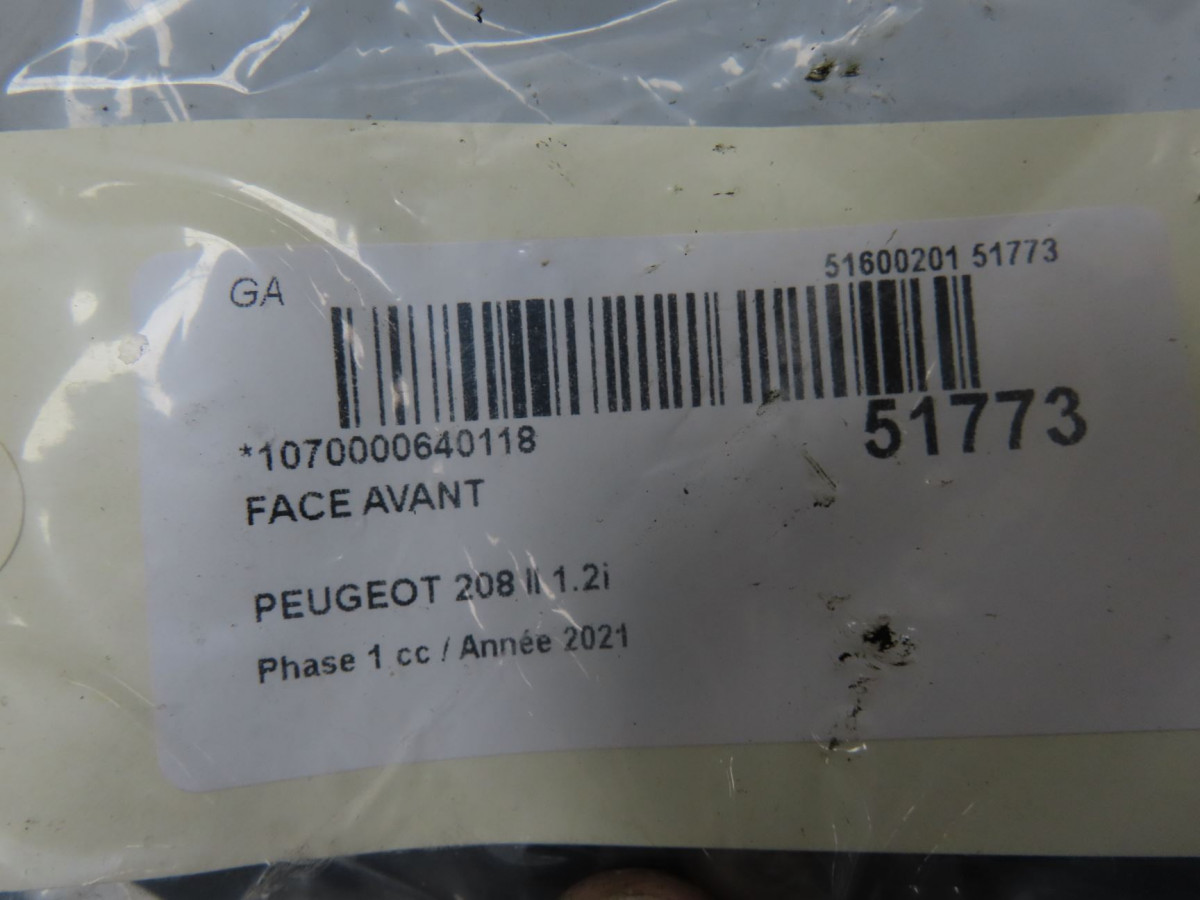 GA
51600201 51773
*1070000640118
51773
FACE AVANT
PEUGEOT 208 II 1.2i
Phase 1 cc / Année 2021